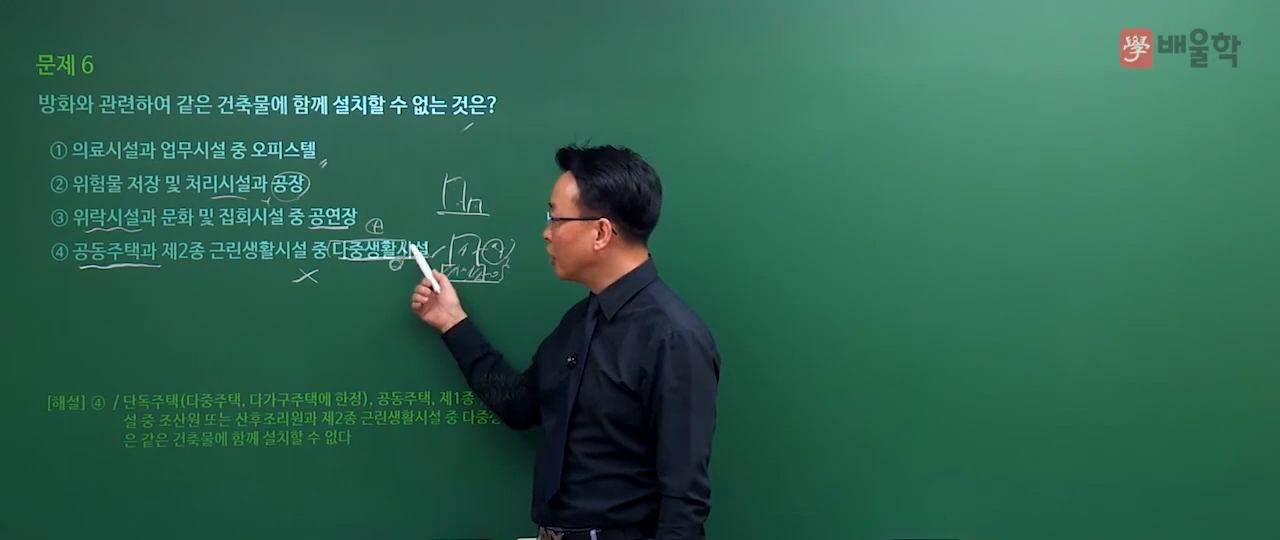 學 배울학
문제 6
방화와 관련하여 같은 건축물에 함께 설치할 수 없는 것은?
① 의료시설과 업무시설 중 오피스텔
② 위험물 저장 및 처리시설과 공장
③ 위락시설과 문화 및 집회시설 중 공연장
④ 공동주택과 제2종 근린생활시설 중 다중생활시설
[해설] ④ / 단독주택(다중주택, 다가구주택에 한정), 공동주택, 제1종
설 중 조산원 또는 산후조리원과 제2종 근린생활시설 중 다중생
은 같은 건축물에 함께 설치할 수 없다